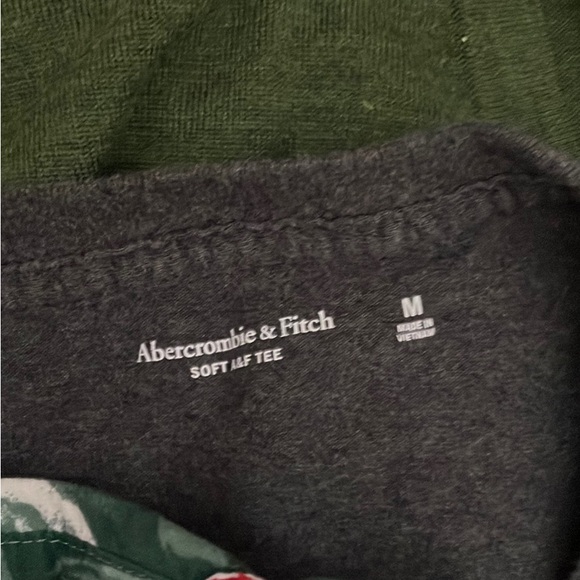 Abercrombie & Fitch
SOFT A&F TEE
M
MADE IN
VIETNAM